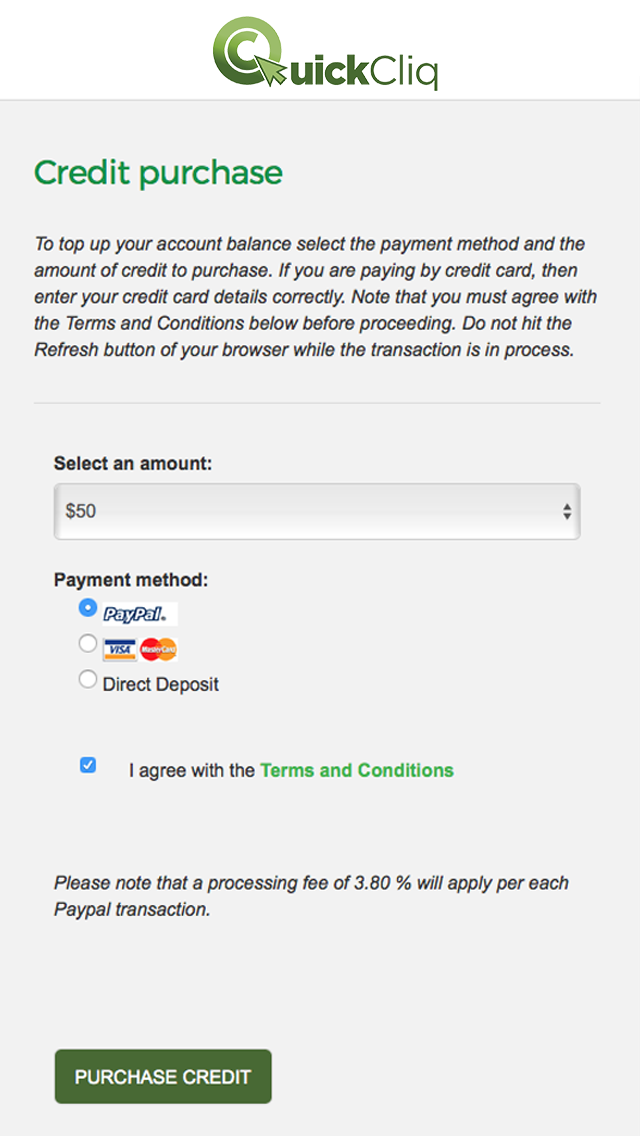 QuickCliq
Credit purchase
To top up your account balance select the payment method and the
amount of credit to purchase. If you are paying by credit card, then
enter your credit card details correctly. Note that you must agree with
the Terms and Conditions below before proceeding. Do not hit the
Refresh button of your browser while the transaction is in process.
Select an amount:
$50
Payment method:
PayPal
VISA MasterCard
Direct Deposit
I agree with the Terms and Conditions
Please note that a processing fee of 3.80 % will apply per each
Paypal transaction.
PURCHASE CREDIT